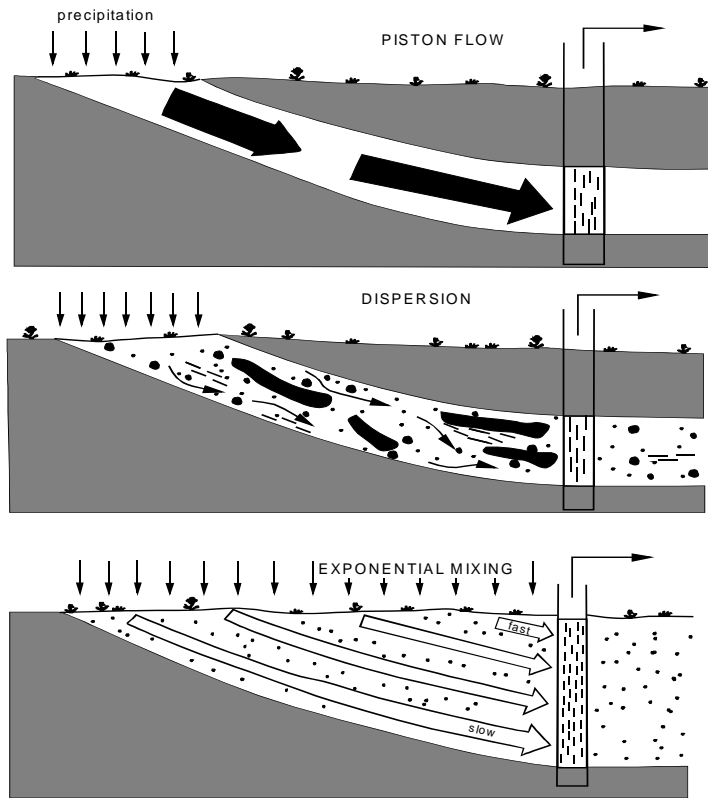 precipitation
PISTON FLOW
DISPERSION
EXPONENTIAL MIXING
fast
slow